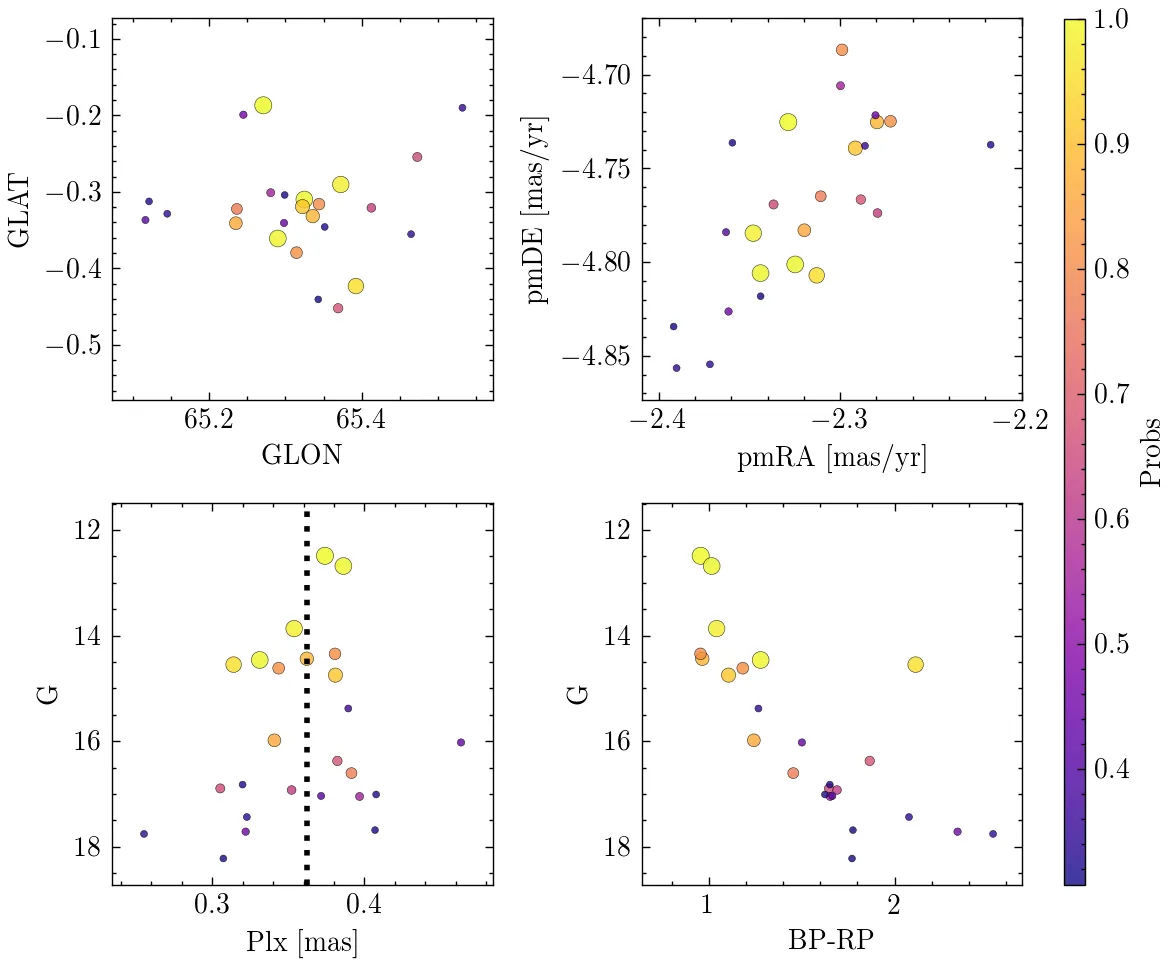 −0.1
−0.2
−0.3
−0.4
−0.5
GLAT
65.2 65.4
GLON
−4.70
−4.75
−4.80
−4.85
pmDE [mas/yr]
−2.4 −2.3 −2.2
pmRA [mas/yr]
1.0
0.9
0.8
0.7
0.6
0.5
0.4
Probs
12
14
16
18
G
0.3 0.4
Plx [mas]
12
14
16
18
G
1 2
BP-RP